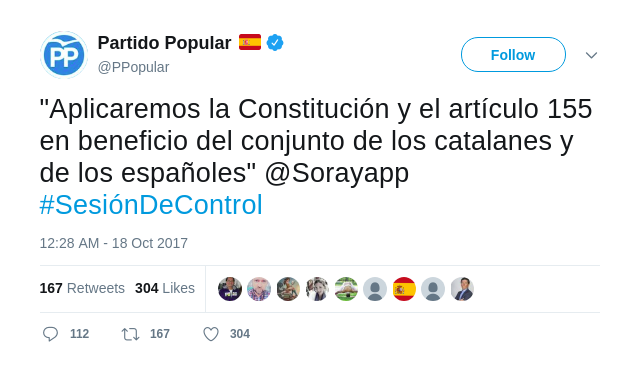 PP
Partido Popular
@PPopular
Follow
"Aplicaremos la Constitución y el artículo 155
en beneficio del conjunto de los catalanes y
de los españoles" @Sorayapp
#SesiónDeControl
12:28 AM - 18 Oct 2017
167 Retweets 304 Likes
112 167 304